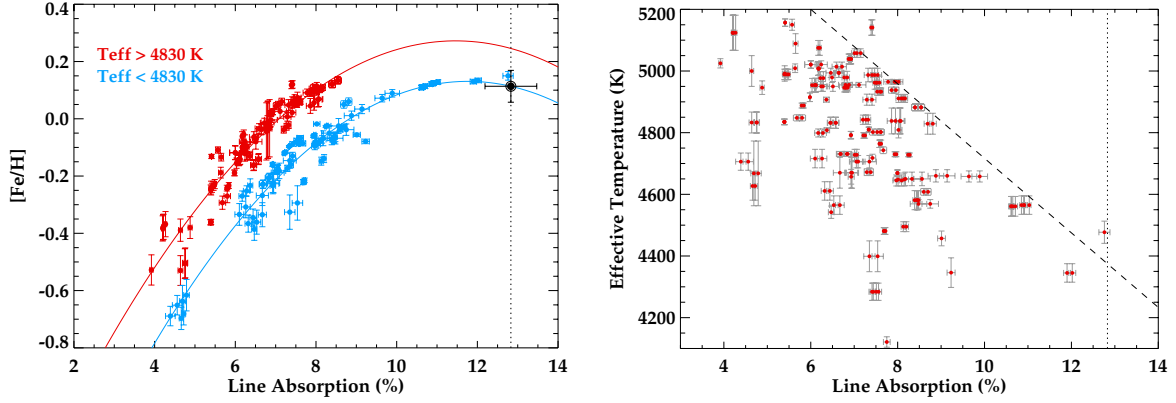 0.4
0.2
0.0
-0.2
-0.4
-0.6
-0.8
[Fe/H]
Teff > 4830 K
Teff < 4830 K
2 4 6 8 10 12 14
Line Absorption (%)
5200
5000
4800
4600
4400
4200
Effective Temperature (K)
4 6 8 10 12 14
Line Absorption (%)